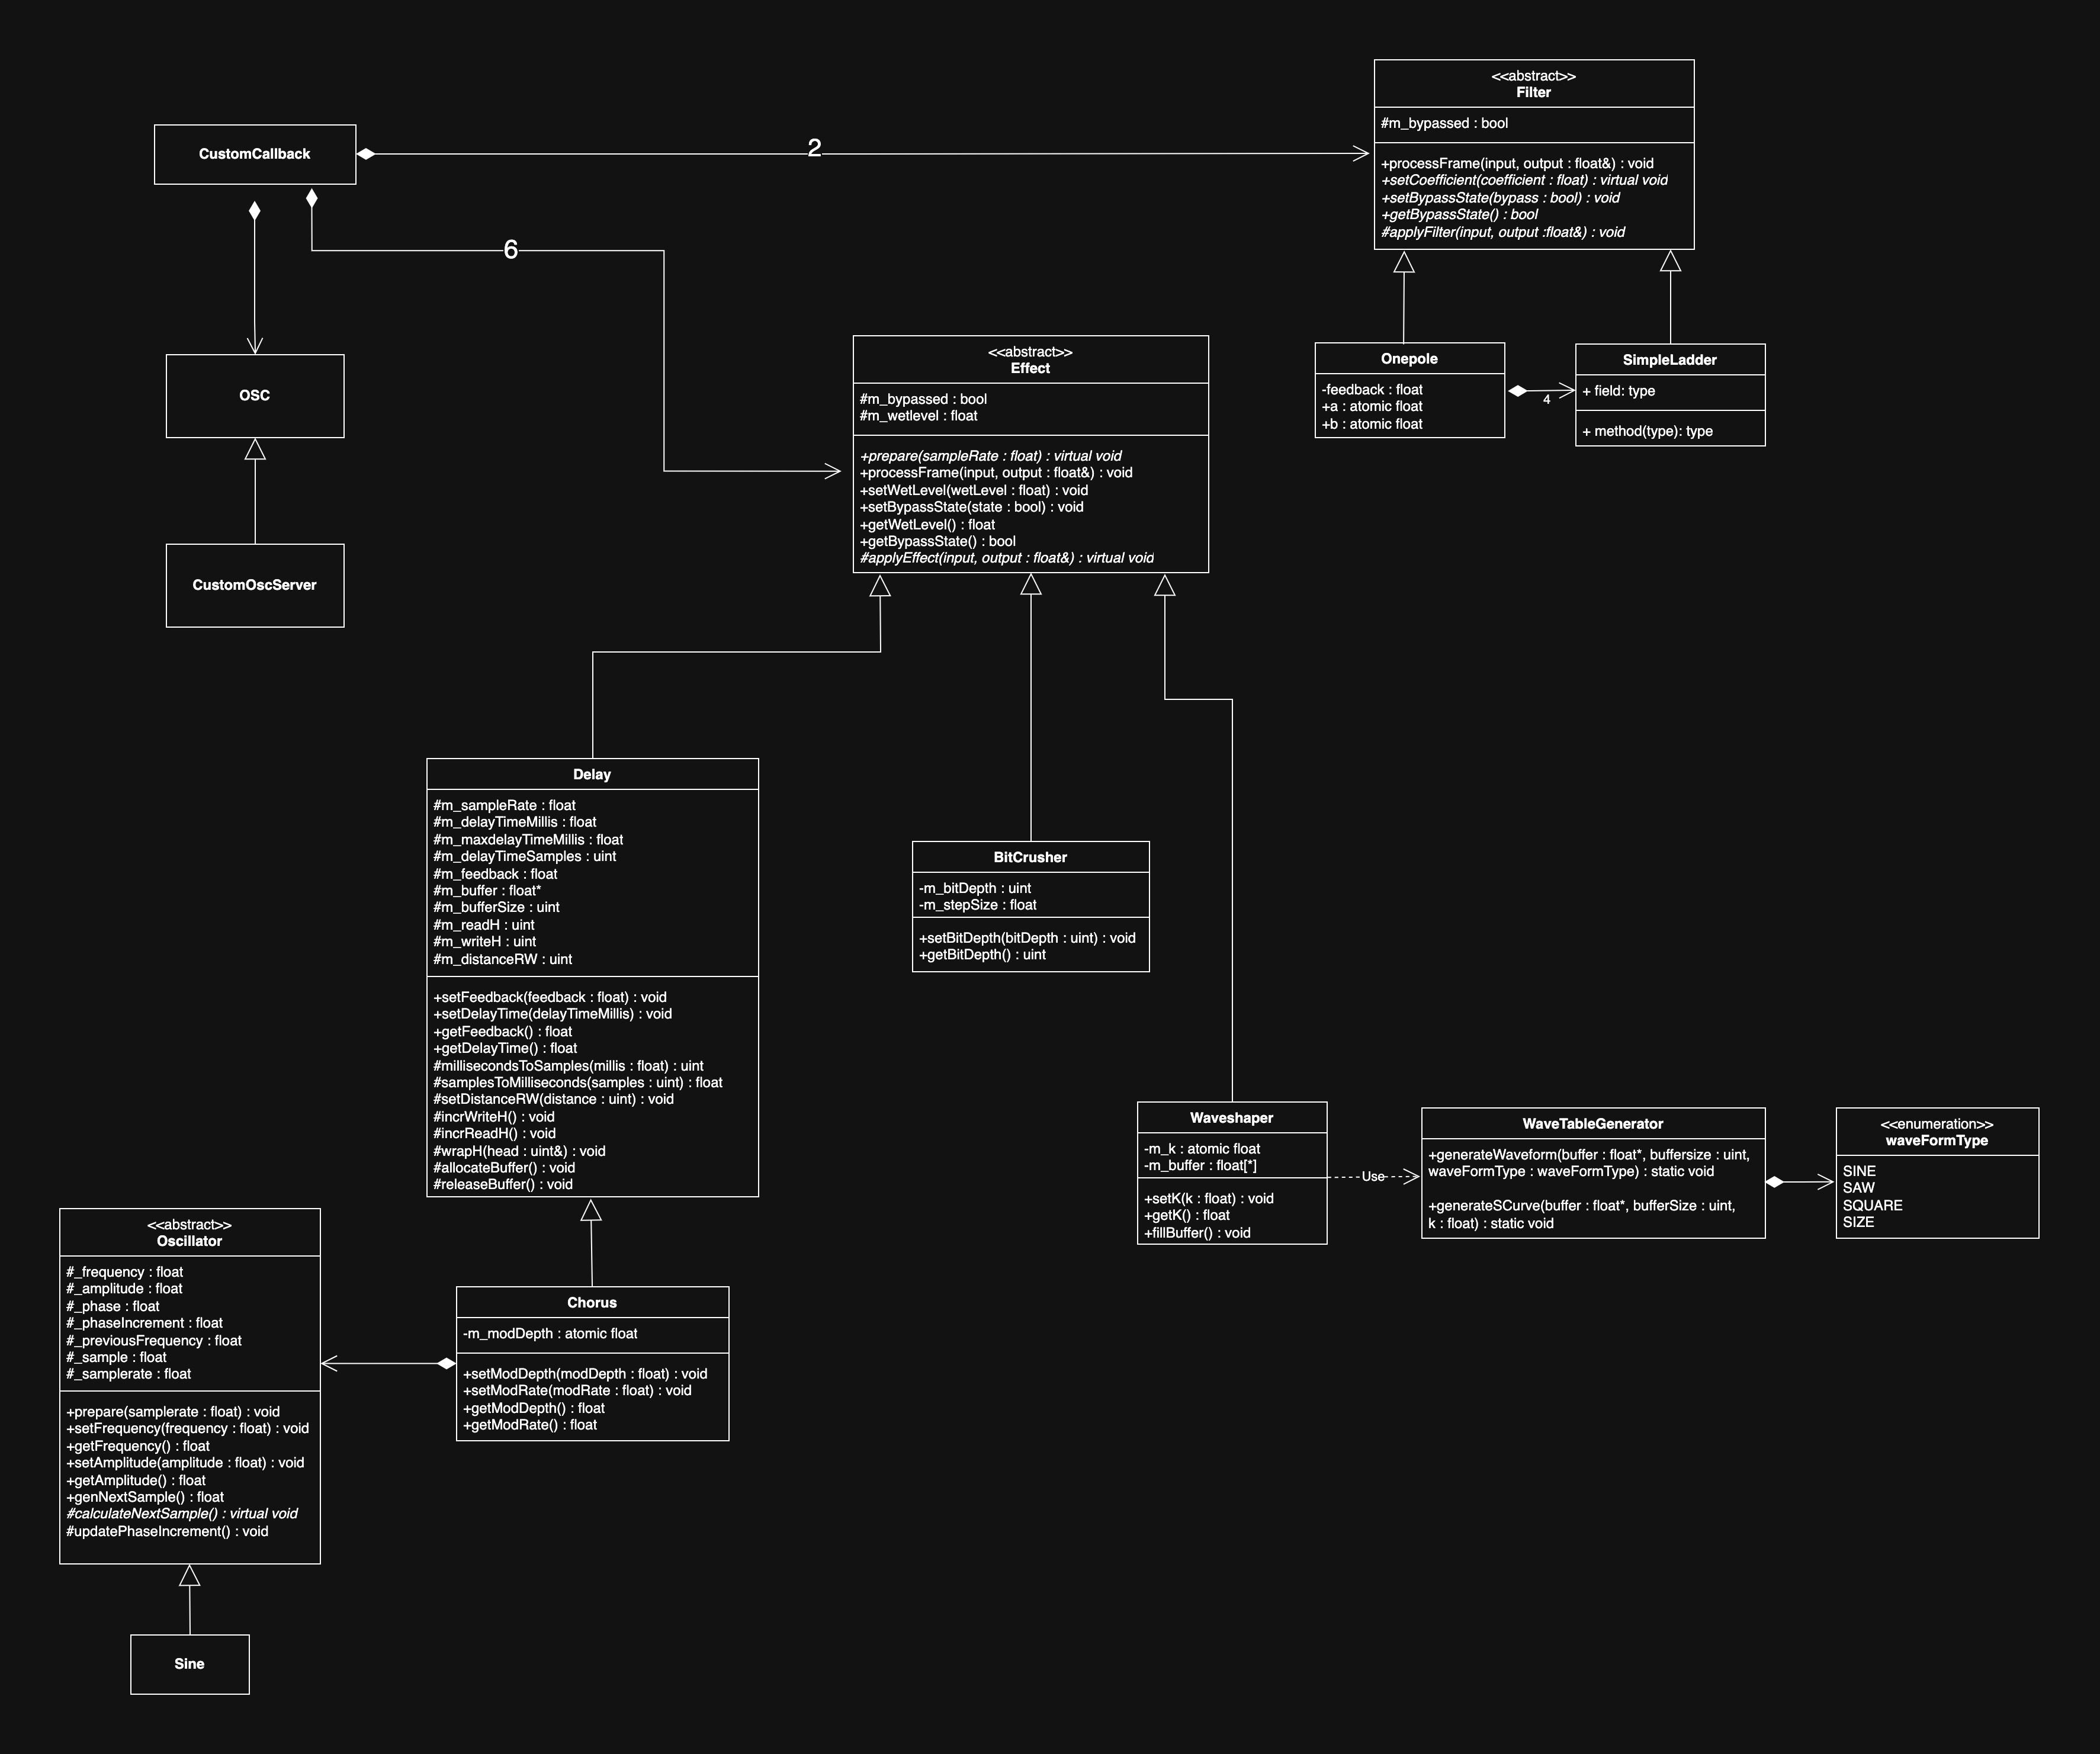 <<abstract>>
Filter
#m_bypassed : bool
+processFrame(input, output : float&) : void
+setCoefficient(coefficient : float) : virtual void
+setBypassState(bypass : bool) : void
+getBypassState() : bool
#applyFilter(input, output :float&) : void
CustomCallback
2
6
OSC
CustomOscServer
<<abstract>>
Effect
#m_bypassed : bool
#m_wetlevel : float
+prepare(sampleRate : float) : virtual void
+processFrame(input, output : float&) : void
+setWetLevel(wetLevel : float) : void
+setBypassState(state : bool) : void
+getWetLevel() : float
+getBypassState() : bool
#applyEffect(input, output : float&) : virtual void
Onepole
-feedback : float
+a : atomic float
+b : atomic float
4
SimpleLadder
+ field: type
+ method(type): type
Delay
#m_sampleRate : float
#m_delayTimeMillis : float
#m_maxdelayTimeMillis : float
#m_delayTimeSamples : uint
#m_feedback : float
#m_buffer : float*
#m_bufferSize : uint
#m_readH : uint
#m_writeH : uint
#m_distanceRW : uint
+setFeedback(feedback : float) : void
+setDelayTime(delayTimeMillis) : void
+getFeedback() : float
+getDelayTime() : float
#millisecondsToSamples(millis : float) : uint
#samplesToMilliseconds(samples : uint) : float
#setDistanceRW(distance : uint) : void
#incrWriteH() : void
#incrReadH() : void
#wrapH(head : uint&) : void
#allocateBuffer() : void
#releaseBuffer() : void
BitCrusher
-m_bitDepth : uint
-m_stepSize : float
+setBitDepth(bitDepth : uint) : void
+getBitDepth() : uint
Waveshaper
-m_k : atomic float
-m_buffer : float[*]
+setK(k : float) : void
+getK() : float
+fillBuffer() : void
Use
WaveTableGenerator
+generateWaveform(buffer : float*, buffersize : uint,
waveFormType : waveFormType) : static void
+generateSCurve(buffer : float*, bufferSize : uint,
k : float) : static void
<<enumeration>>
waveFormType
SINE
SAW
SQUARE
SIZE
<<abstract>>
Oscillator
#_frequency : float
#_amplitude : float
#_phase : float
#_phaseIncrement : float
#_previousFrequency : float
#_sample : float
#_samplerate : float
+prepare(samplerate : float) : void
+setFrequency(frequency : float) : void
+getFrequency() : float
+setAmplitude(amplitude : float) : void
+getAmplitude() : float
+genNextSample() : float
#calculateNextSample() : virtual void
#updatePhaseIncrement() : void
Chorus
-m_modDepth : atomic float
+setModDepth(modDepth : float) : void
+setModRate(modRate : float) : void
+getModDepth() : float
+getModRate() : float
Sine